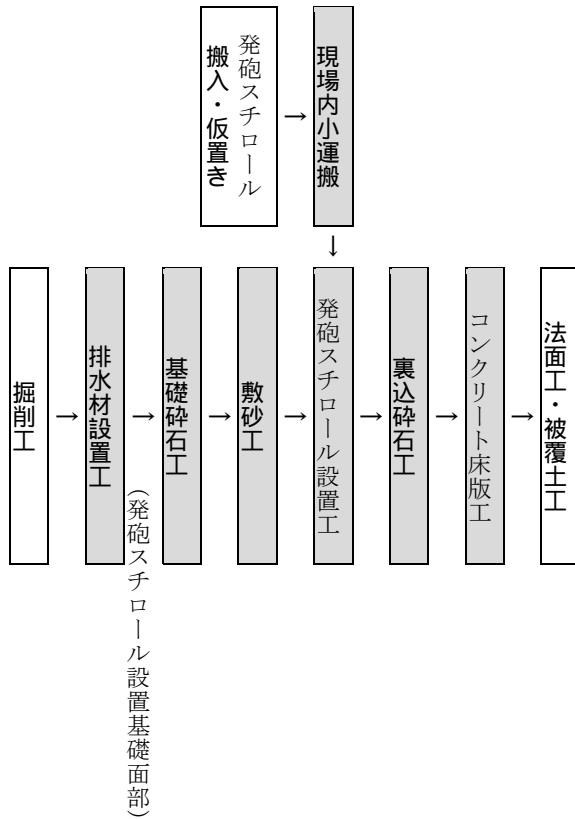 発砲スチロール
搬入・仮置き
→
現場内小運搬
↓
掘削工
→
排水材設置工
→
(発砲スチロール設置基礎面部)
基礎砕石工
→
敷砂工
→
発砲スチロール設置工
→
裏込砕石工
→
コンクリート床版工
→
法面工・被覆土工